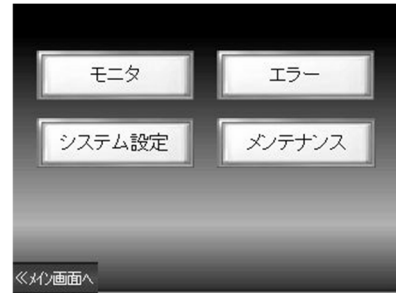 モニタ
エラー
システム設定
メンテナンス
≪メイン画面へ